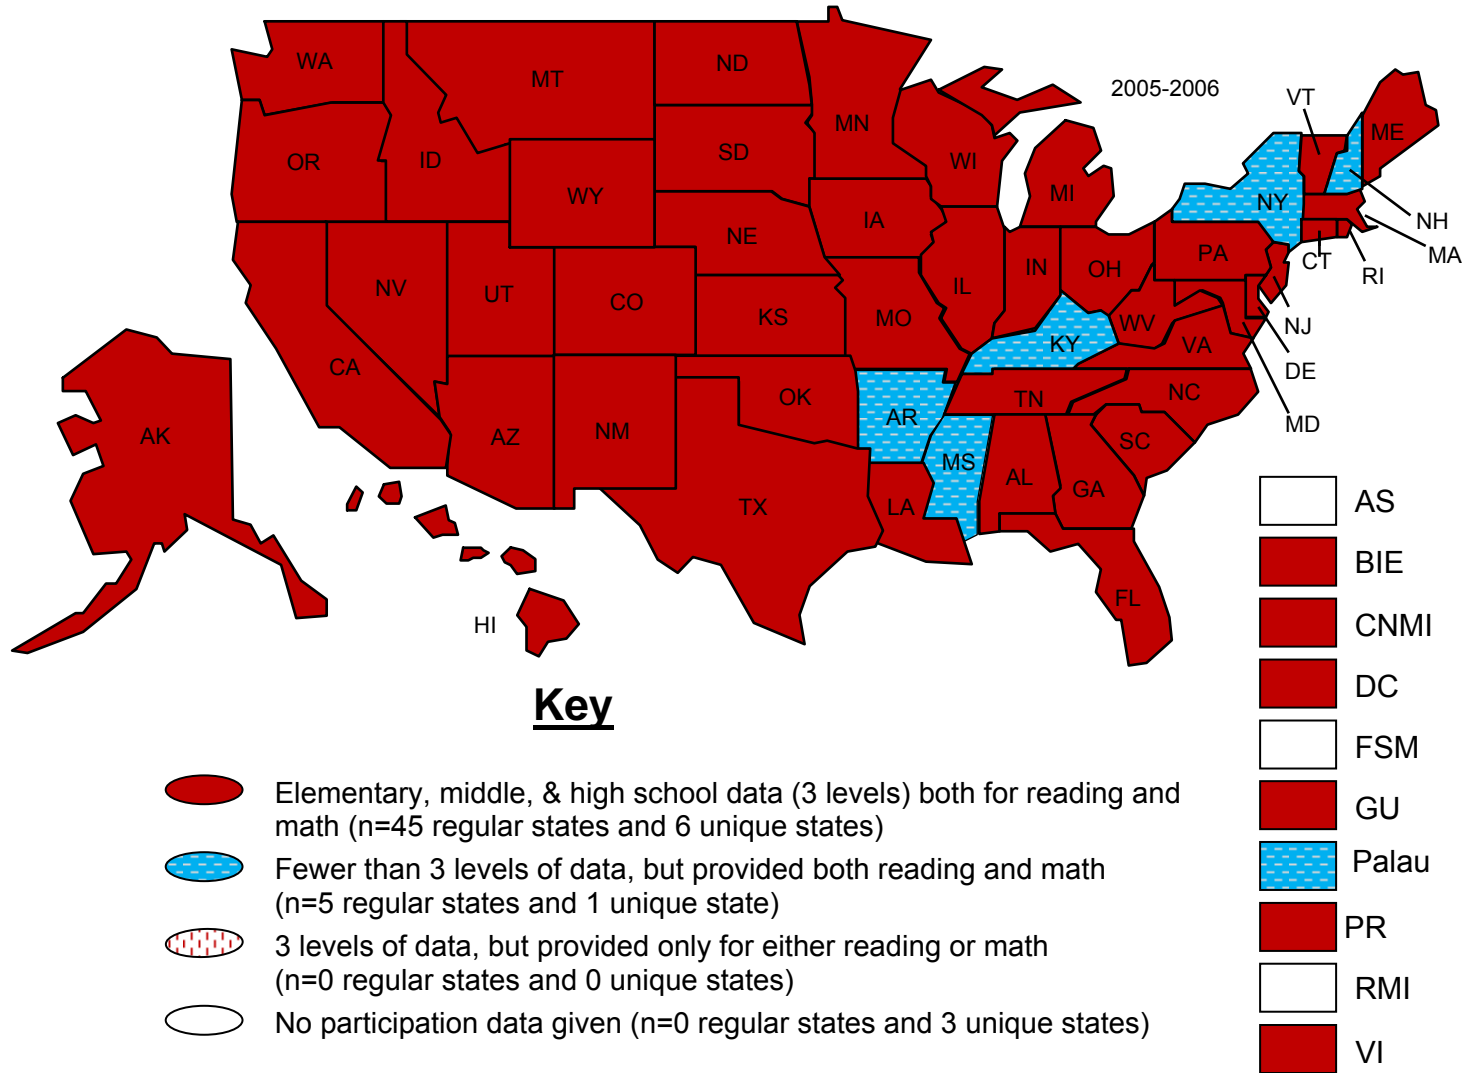 2005-2006
WA
MT
ND
MN
OR
ID
SD
WI
MI
VT
ME
WY
NY
NH
MA
IA
NE
PA
CT
RI
NV
UT
CO
IL
IN
OH
KS
MO
WV
VA
NJ
DE
MD
CA
KY
OK
TN
NC
AK
AZ
NM
AR
SC
MS
AL
GA
TX
LA
FL
HI
AS
BIE
CNMI
DC
FSM
GU
Palau
PR
RMI
VI
Key
Elementary, middle, & high school data (3 levels) both for reading and
math (n=45 regular states and 6 unique states)
Fewer than 3 levels of data, but provided both reading and math
(n=5 regular states and 1 unique state)
3 levels of data, but provided only for either reading or math
(n=0 regular states and 0 unique states)
No participation data given (n=0 regular states and 3 unique states)